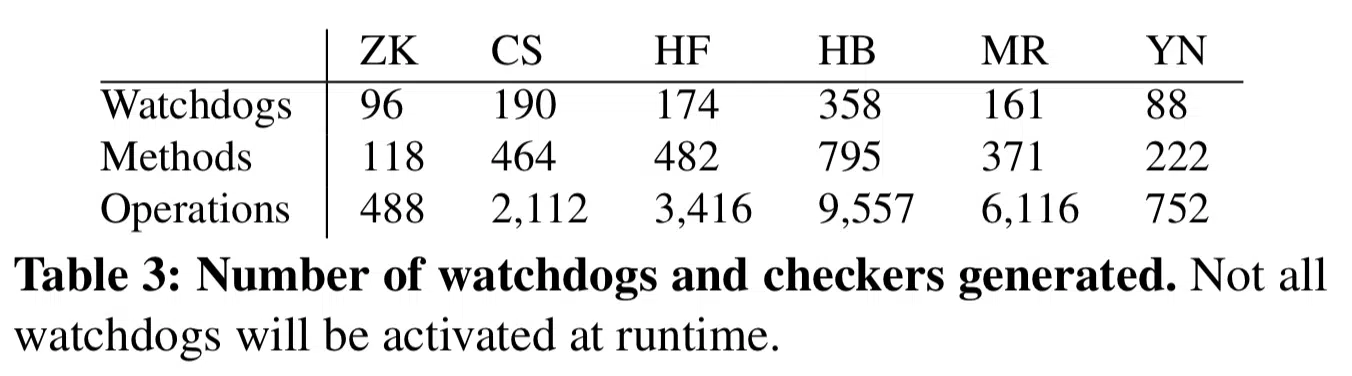 ZK CS HF HB MR YN
Watchdogs 96 190 174 358 161 88
Methods 118 464 482 795 371 222
Operations 488 2,112 3,416 9,557 6,116 752
Table 3: Number of watchdogs and checkers generated. Not all
watchdogs will be activated at runtime.